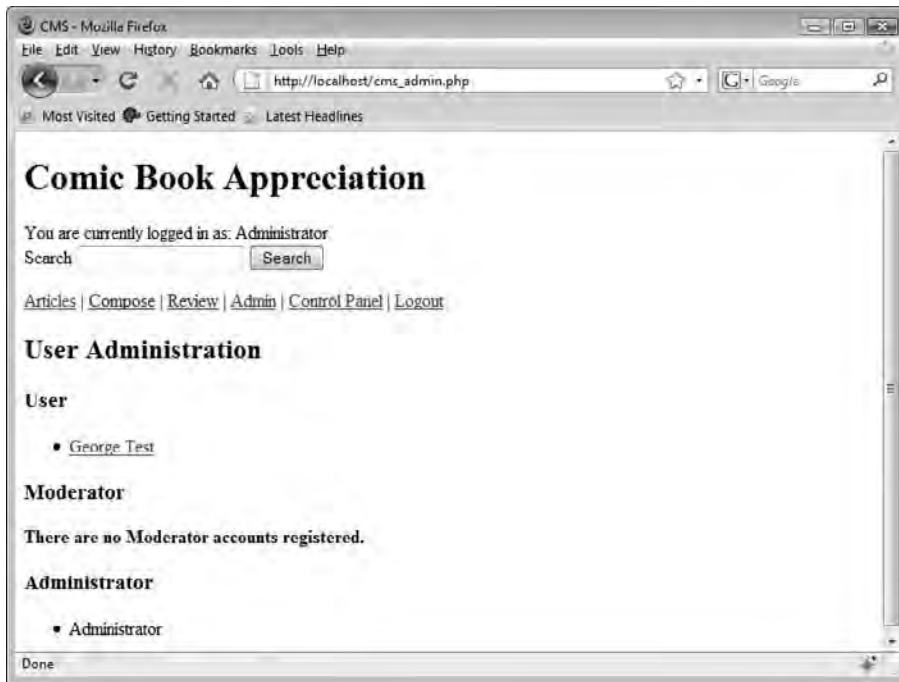 CMS - Mozilla Firefox
File Edit View History Bookmarks Tools Help
http://localhost/cms_admin.php
Google
Most Visited Getting Started Latest Headlines
Comic Book Appreciation
You are currently logged in as: Administrator
Search Search
Articles | Compose | Review | Admin | Control Panel | Logout
User Administration
User
• George Test
Moderator
There are no Moderator accounts registered.
Administrator
• Administrator
Done